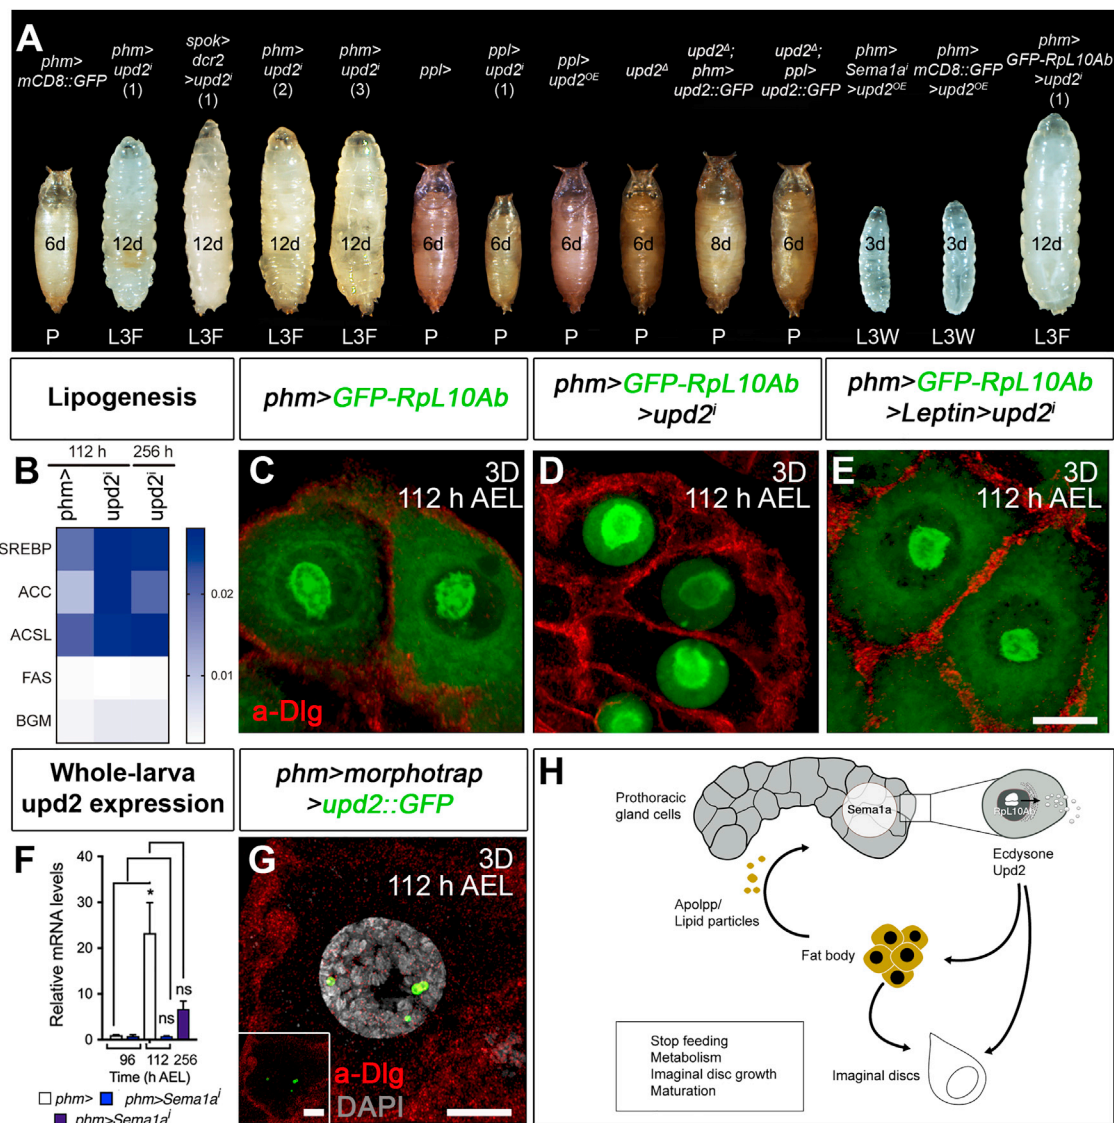 A
phm>
mCD8::GFP
phm>
upd2ⁱ
(1)
spok>
dcr2
>upd2ⁱ
(1)
phm>
upd2ⁱ
(2)
phm>
upd2ⁱ
(3)
ppl>
ppl>
upd2ⁱ
(1)
ppl>
upd2ᴼᴱ
upd2ᐞ
upd2ᐞ;
phm>
upd2::GFP
upd2ᐞ;
ppl>
upd2::GFP
phm>
Sema1aⁱ
>upd2ᴼᴱ
phm>
mCD8::GFP
>upd2ᴼᴱ
phm>
GFP-RpL10Ab
>upd2ⁱ
(1)
6d 12d 12d 12d 12d 6d 6d 6d 6d 8d 6d 3d 3d 12d
P L3F L3F L3F L3F P P P P P P L3W L3W L3F
Lipogenesis
phm>GFP-RpL10Ab
phm>GFP-RpL10Ab
>upd2ⁱ
phm>GFP-RpL10Ab
>Leptin>upd2ⁱ
B
112 h 256 h
phm>
upd2ⁱ
upd2ⁱ
SREBP
ACC
ACSL
FAS
BGM
0.02
0.01
C
3D
112 h AEL
a-Dlg
D
3D
112 h AEL
E
3D
112 h AEL
Whole-larva
upd2 expression
phm>morphotrap
>upd2::GFP
F
Relative mRNA levels
40
30
20
10
0
*
ns
ns
96 112 256
Time (h AEL)
phm> phm>Sema1aⁱ
phm>Sema1aⁱ
G
3D
112 h AEL
a-Dlg
DAPI
H
Prothoracic
gland cells
Sema1a
RpL10Ab
Ecdysone
Upd2
Apolpp/
Lipid particles
Fat body
Imaginal discs
Stop feeding
Metabolism
Imaginal disc growth
Maturation